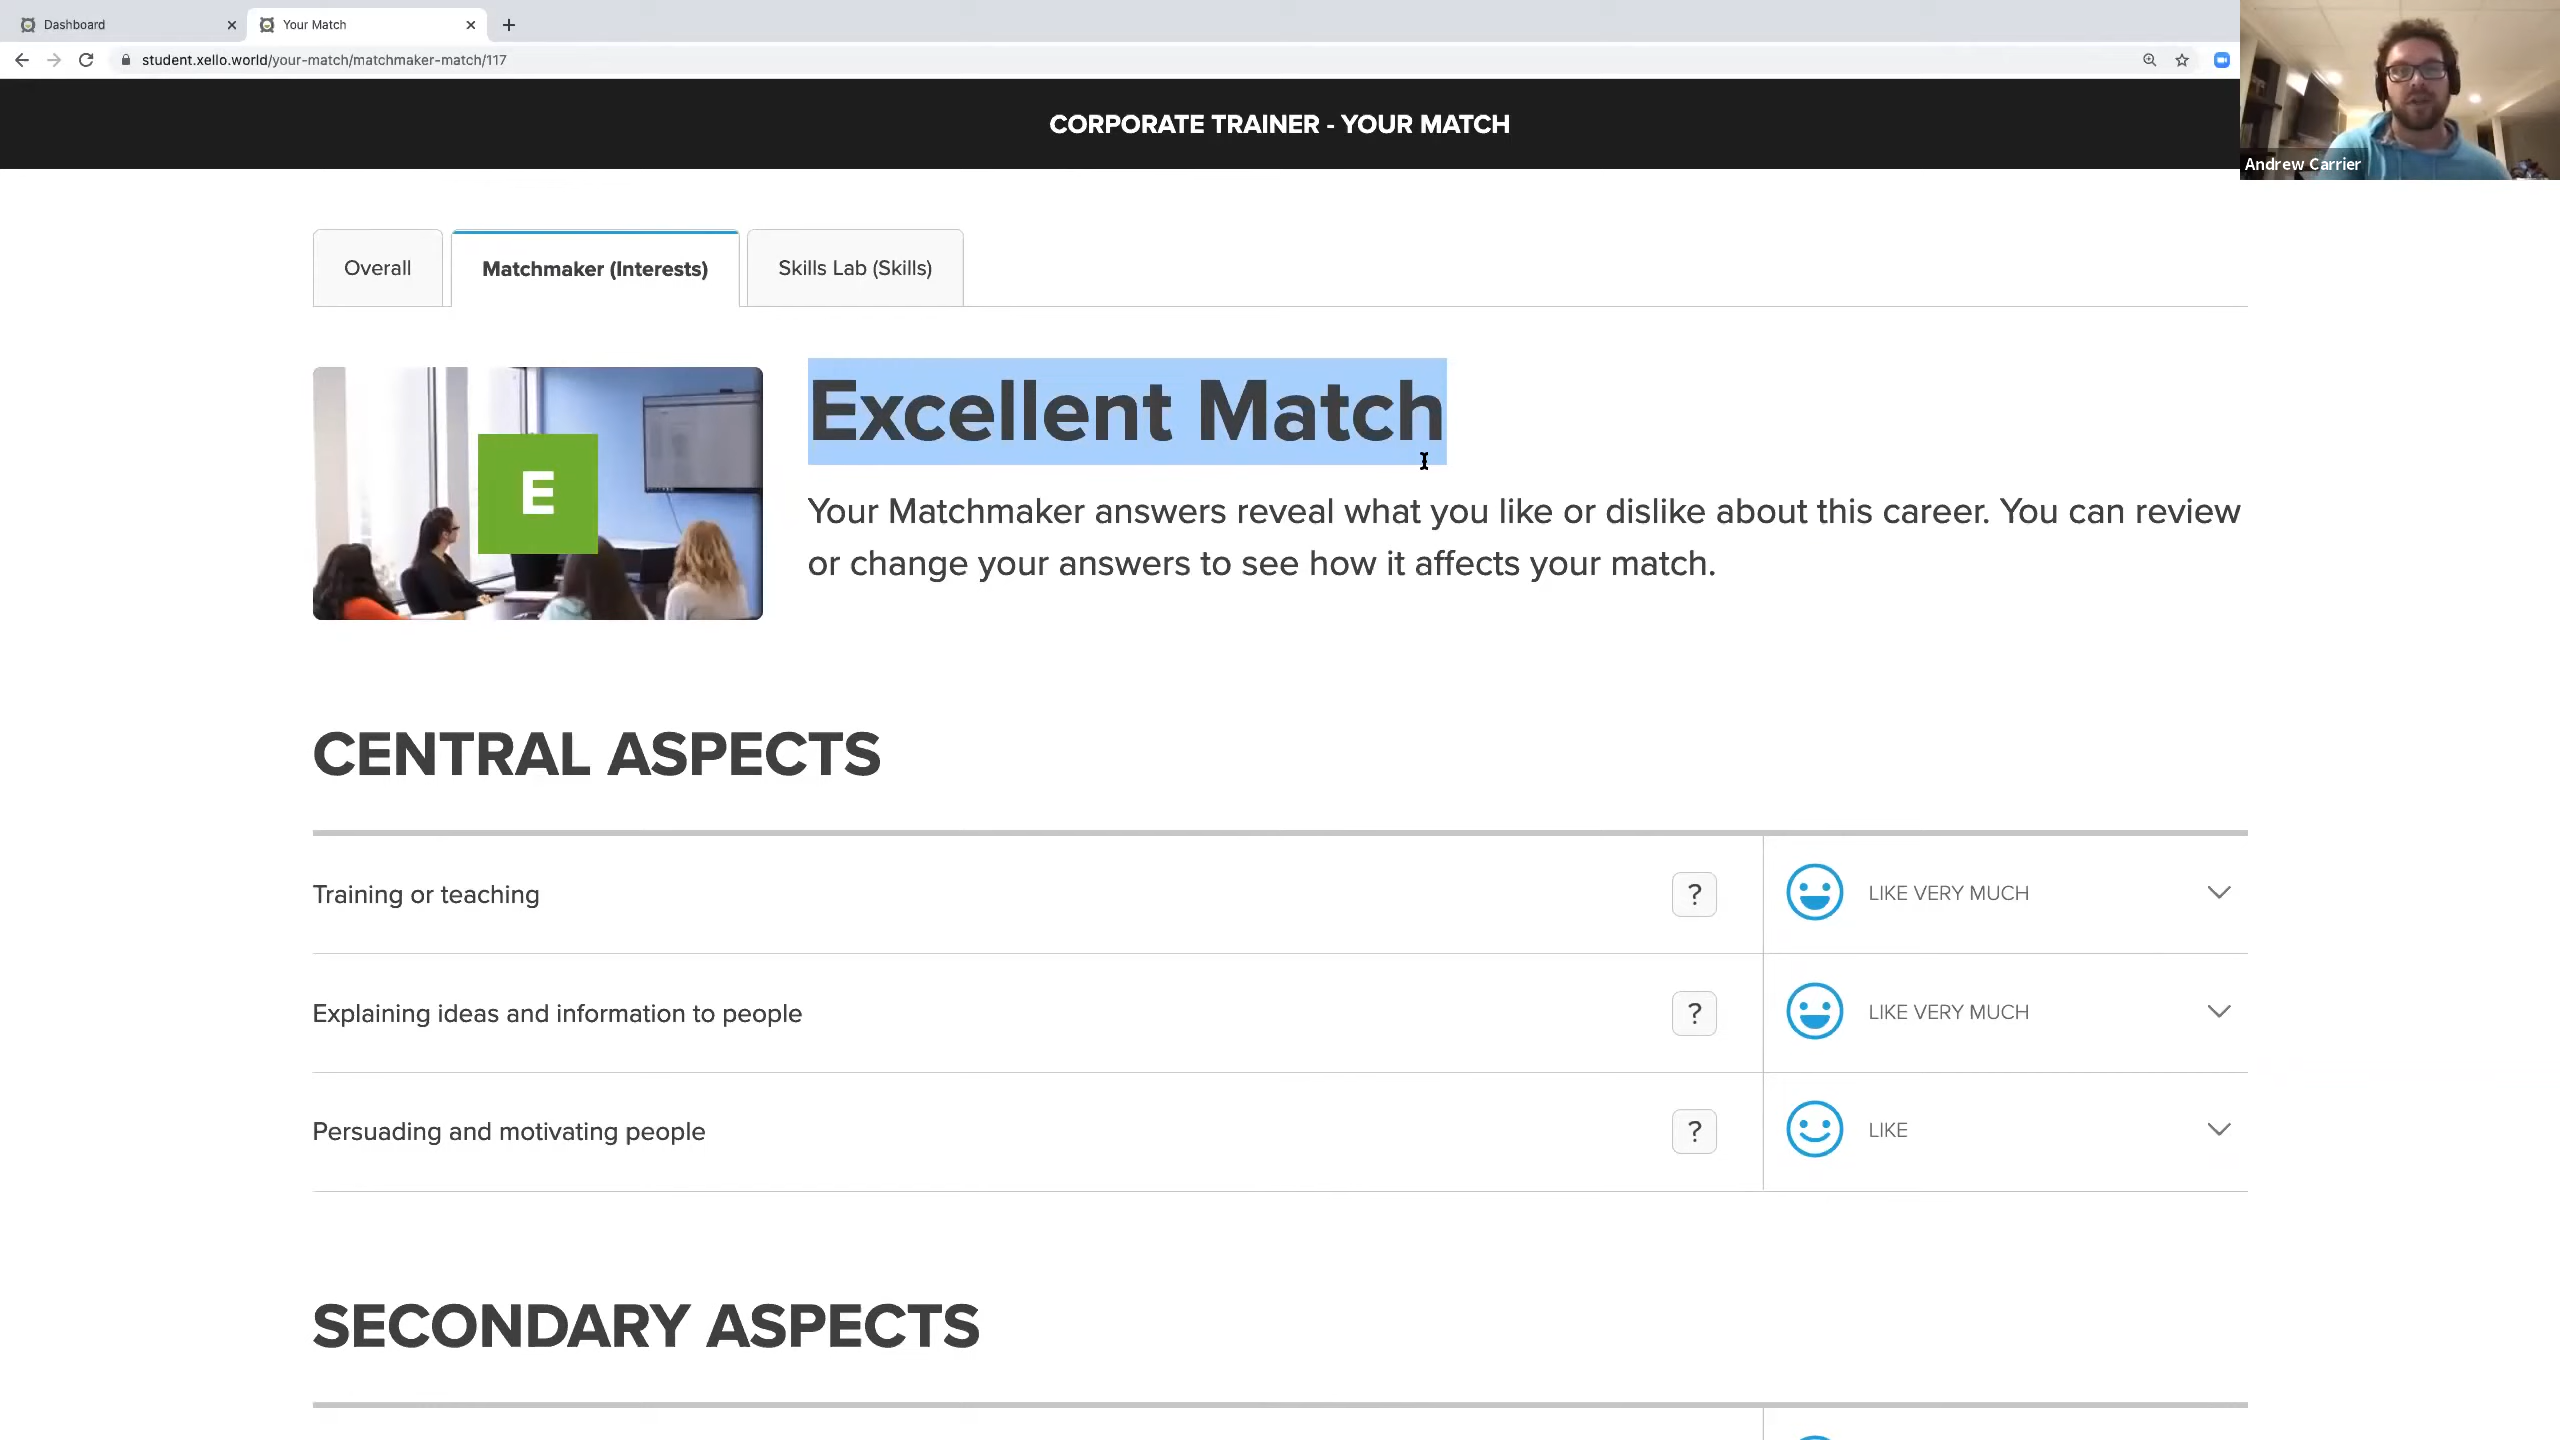 Dashboard
Your Match
student.xello.world/your-match/matchmaker-match/117
Andrew Carrier
CORPORATE TRAINER - YOUR MATCH
Overall
Matchmaker (Interests)
Skills Lab (Skills)
E
Excellent Match
Your Matchmaker answers reveal what you like or dislike about this career. You can review
or change your answers to see how it affects your match.
CENTRAL ASPECTS
Training or teaching ? LIKE VERY MUCH
Explaining ideas and information to people ? LIKE VERY MUCH
Persuading and motivating people ? LIKE
SECONDARY ASPECTS